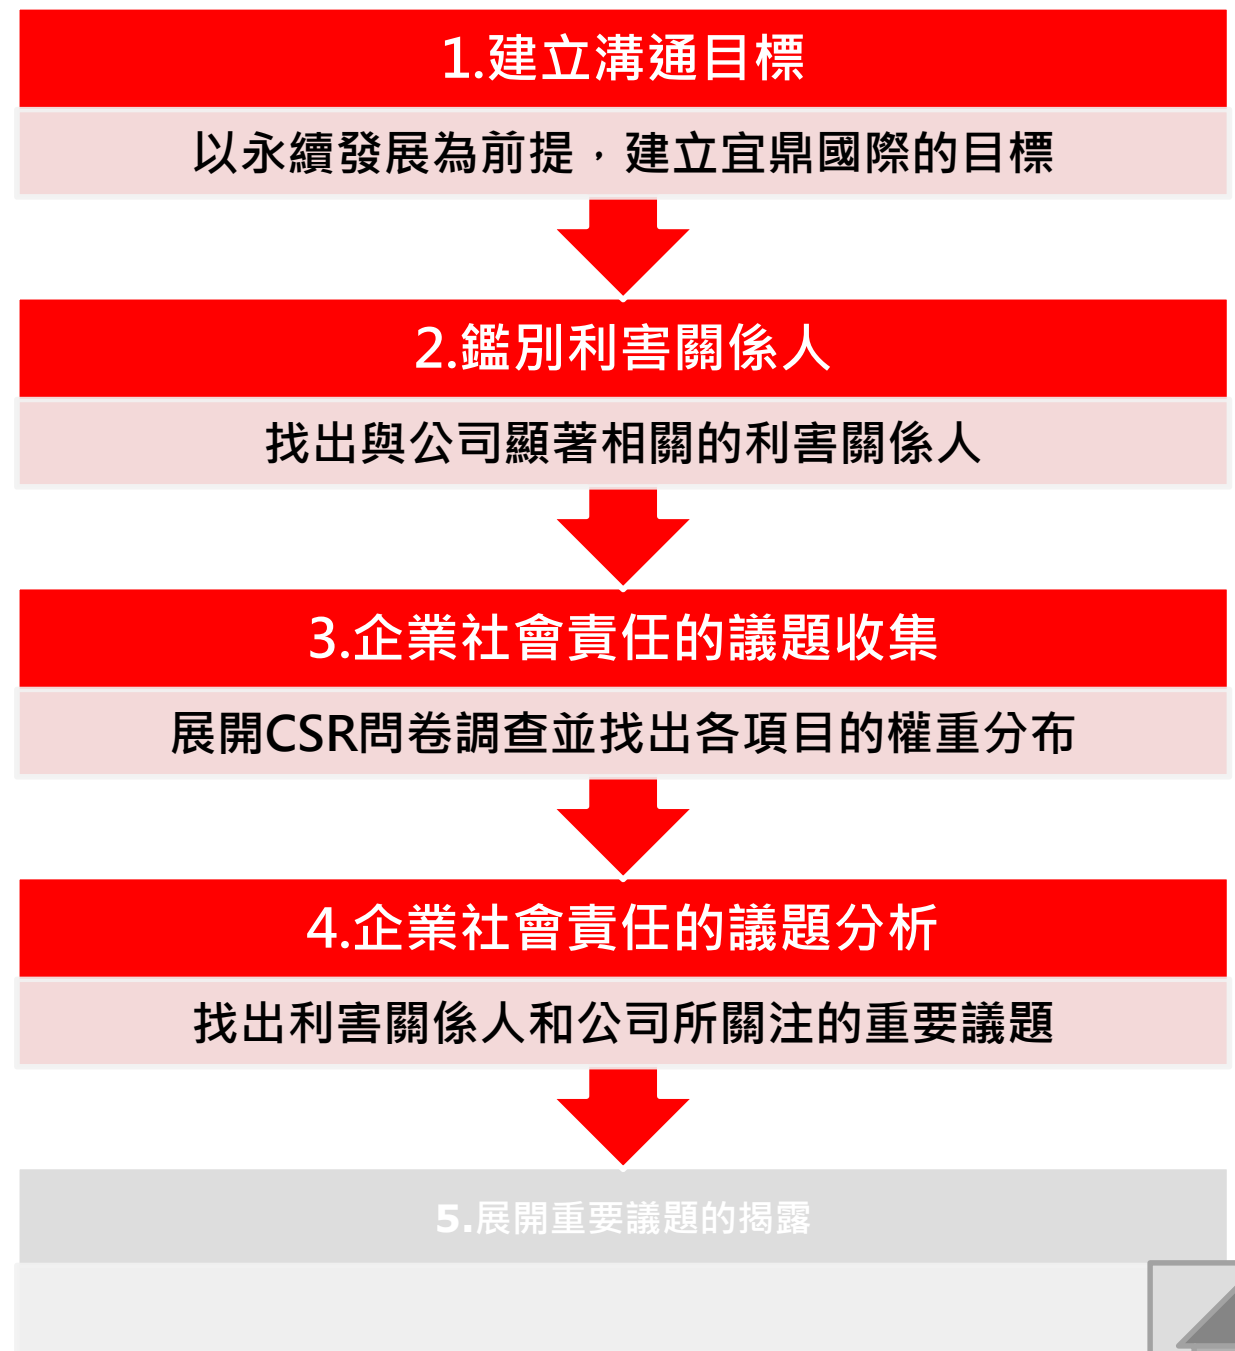 1.建立溝通目標
以永續發展為前提，建立宜鼎國際的目標
2.鑑別利害關係人
找出與公司顯著相關的利害關係人
3.企業社會責任的議題收集
展開CSR問卷調查並找出各項目的權重分布
4.企業社會責任的議題分析
找出利害關係人和公司所關注的重要議題
5.展開重要議題的揭露